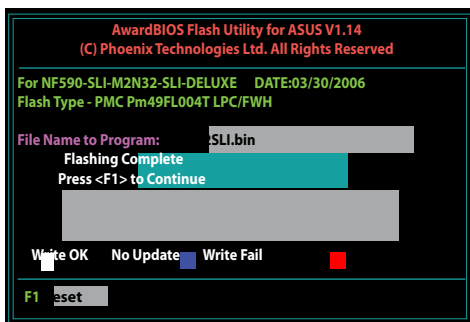 AwardBIOS Flash Utility for ASUS V1.14
(C) Phoenix Technologies Ltd. All Rights Reserved
For NF590-SLI-M2N32-SLI-DELUXE DATE:03/30/2006
Flash Type - PMC Pm49FL004T LPC/FWH
File Name to Program: 2SLI.bin
Flashing Complete
Press <F1> to Continue
Write OK No Update Write Fail
F1 eset